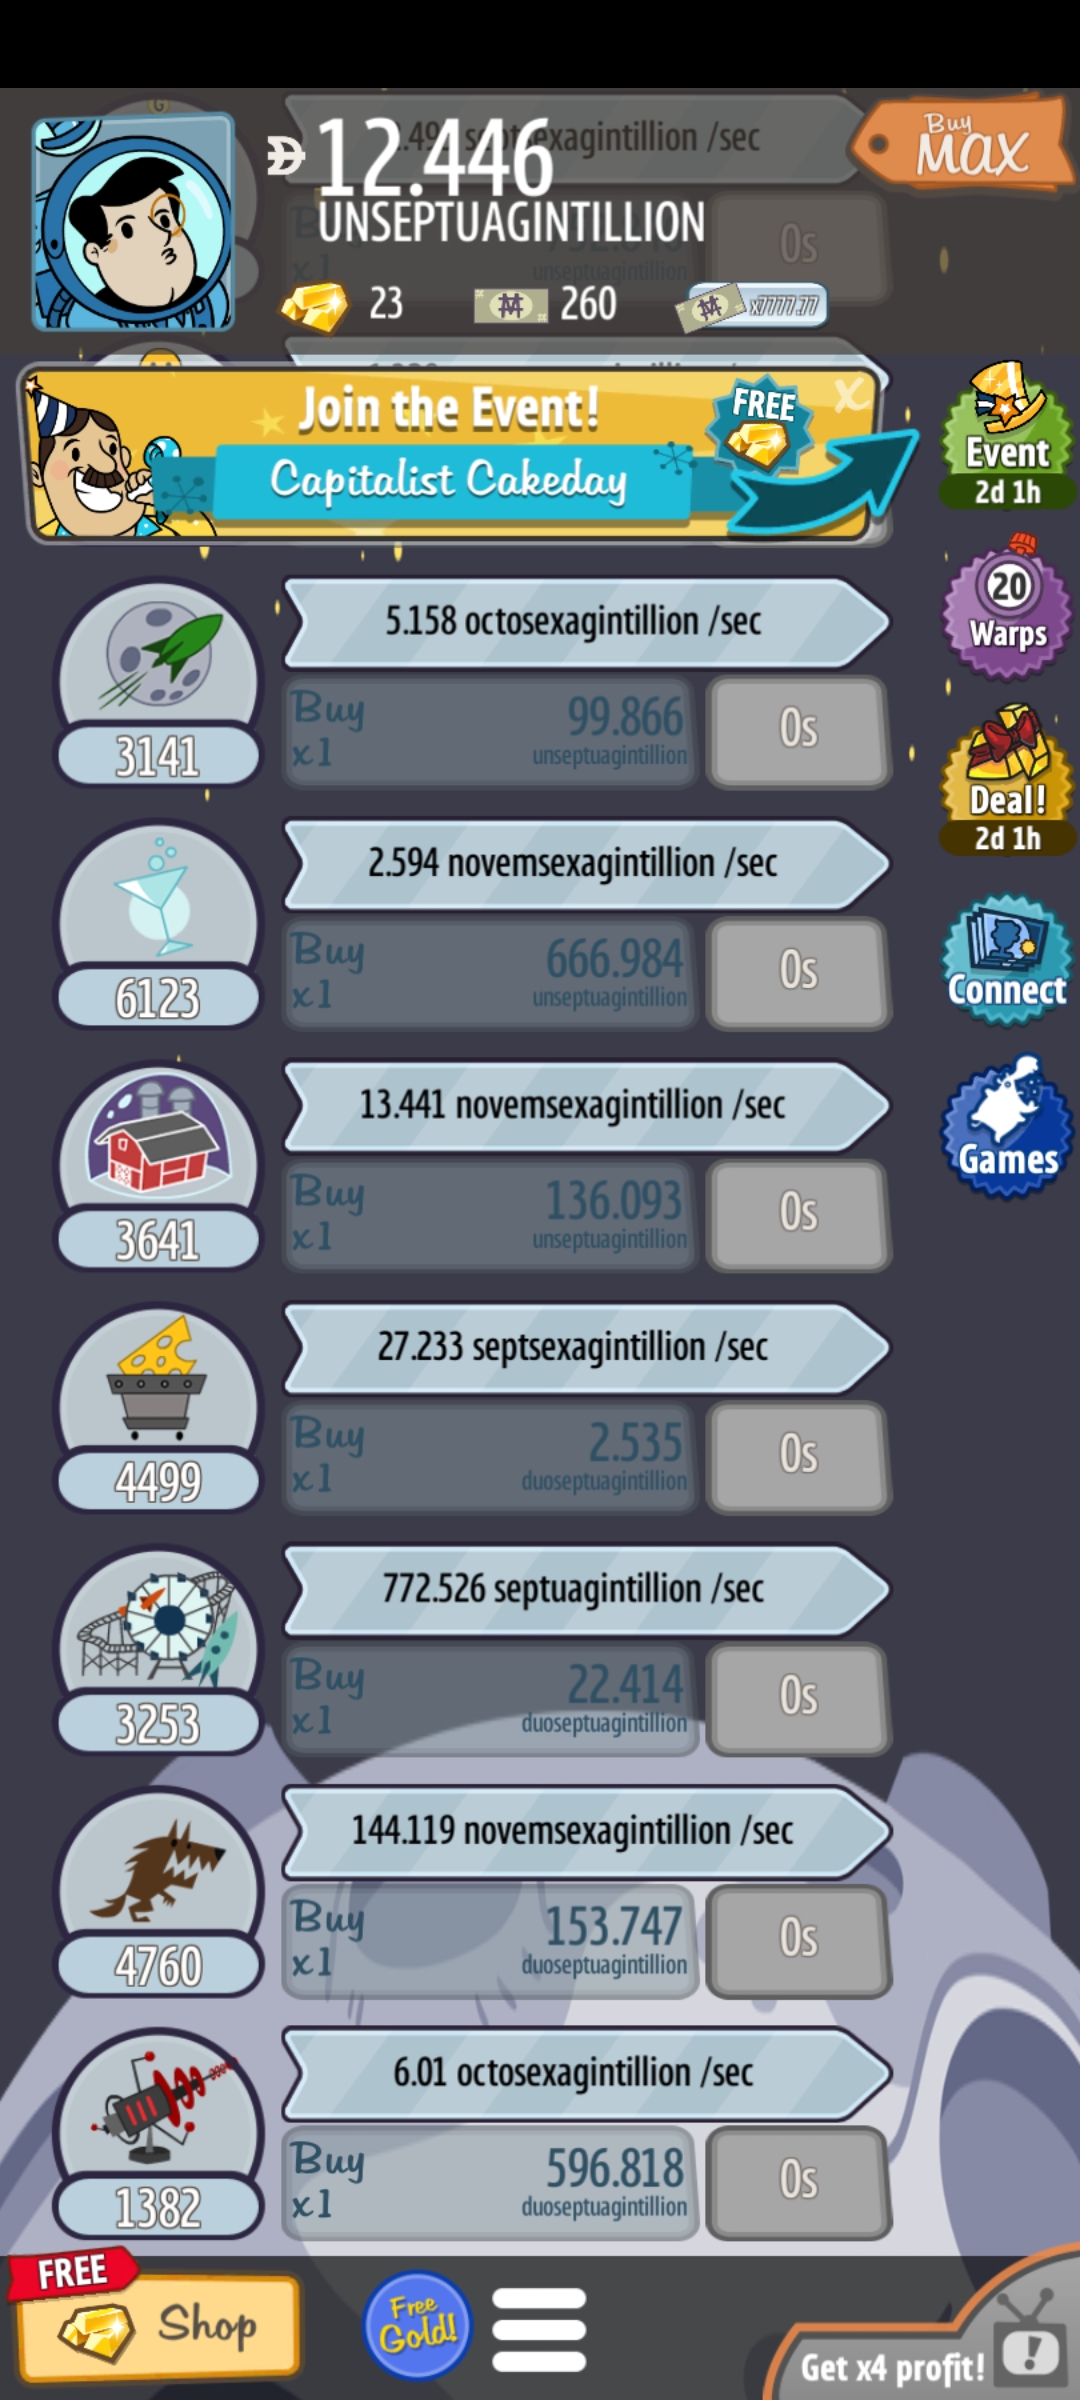 septsexagintillion /sec
12.446
UNSEPTUAGINTILLION
Buy
MAX
unseptuagintillion
0s
23
260
x7777.77
Join the Event!
Capitalist Cakeday
FREE
x
Event
2d 1h
5.158 octosexagintillion /sec
Buy
x1
99.866
unseptuagintillion
0s
3141
20
Warps
Deal!
2d 1h
2.594 novemsexagintillion /sec
Buy
x1
666.984
unseptuagintillion
0s
6123
Connect
13.441 novemsexagintillion /sec
Buy
x1
136.093
unseptuagintillion
0s
3641
Games
27.233 septsexagintillion /sec
Buy
x1
2.535
duoseptuagintillion
0s
4499
772.526 septuagintillion /sec
Buy
x1
22.414
duoseptuagintillion
0s
3253
144.119 novemsexagintillion /sec
Buy
x1
153.747
duoseptuagintillion
0s
4760
6.01 octosexagintillion /sec
Buy
x1
596.818
duoseptuagintillion
0s
1382
FREE
Shop
Free
Gold!
Get x4 profit!
!